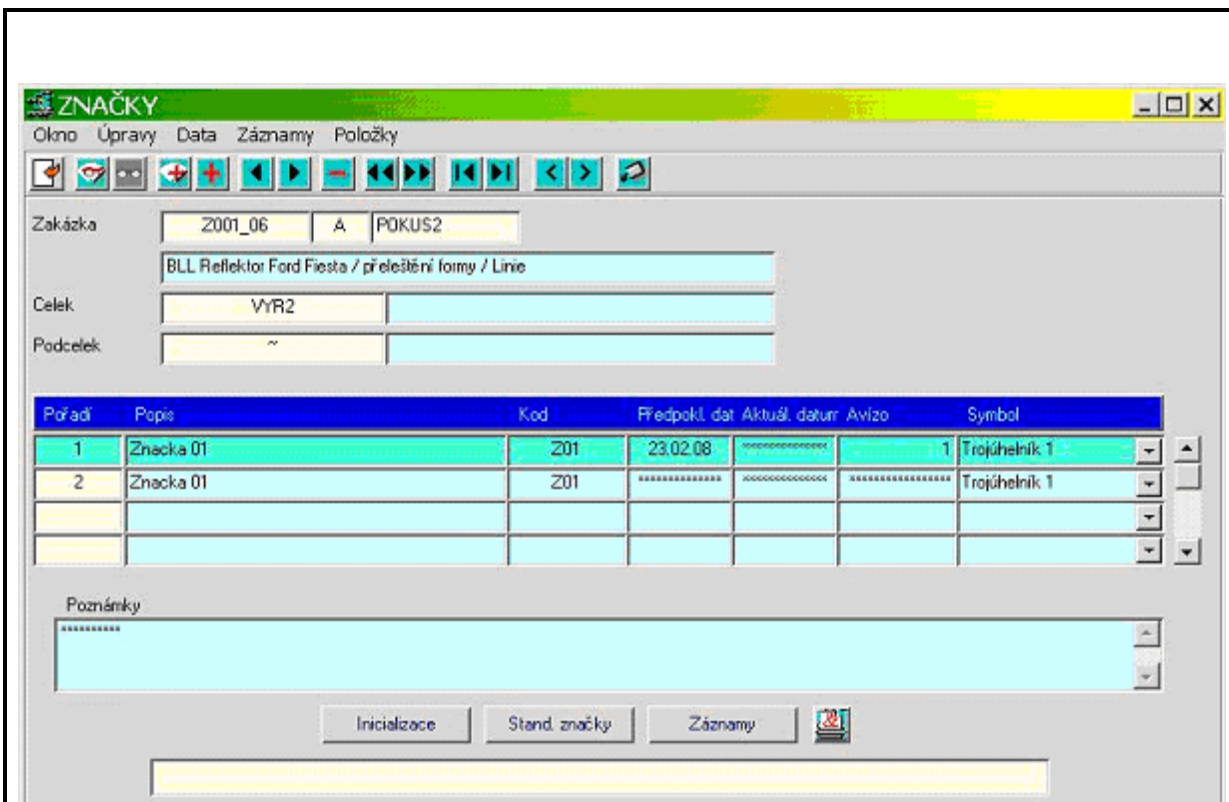 ZNAČKY
Okno Úpravy Data Záznamy Položky
Zakázka Z001_06 A POKUS2
BLL Reflektor Ford Fiesta / přeleštění formy / Linie
Celek VYR2
Podcelek ~
Pořadí Popis Kod Předpokl. dat Aktuál. datum Avízo Symbol
1 Znacka 01 Z01 23.02.08 ************** 1 Trojúhelník 1
2 Znacka 01 Z01 ************** ************** ***************** Trojúhelník 1
Poznámky
**********
Inicializace Stand. značky Záznamy